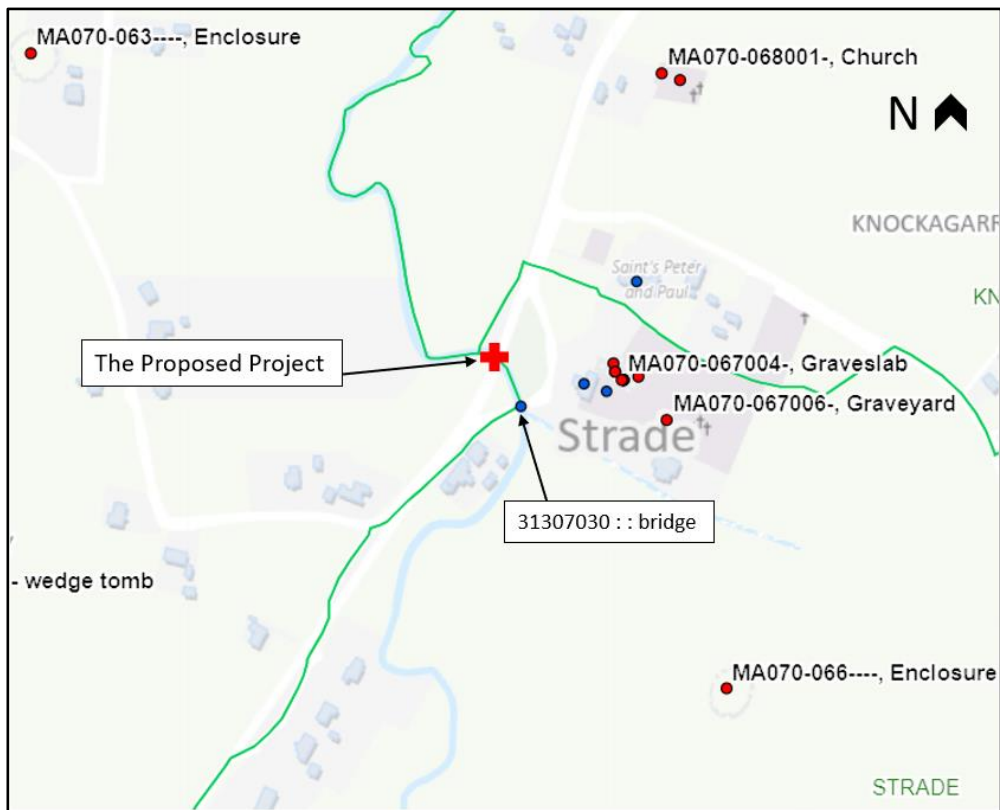 MA070-063----, Enclosure
MA070-068001-, Church
N
KNOCKAGARR
Saint's Peter
and Paul
KN
The Proposed Project
MA070-067004-, Graveslab
MA070-067006-, Graveyard
Strade
31307030 : : bridge
- wedge tomb
MA070-066----, Enclosure
STRADE